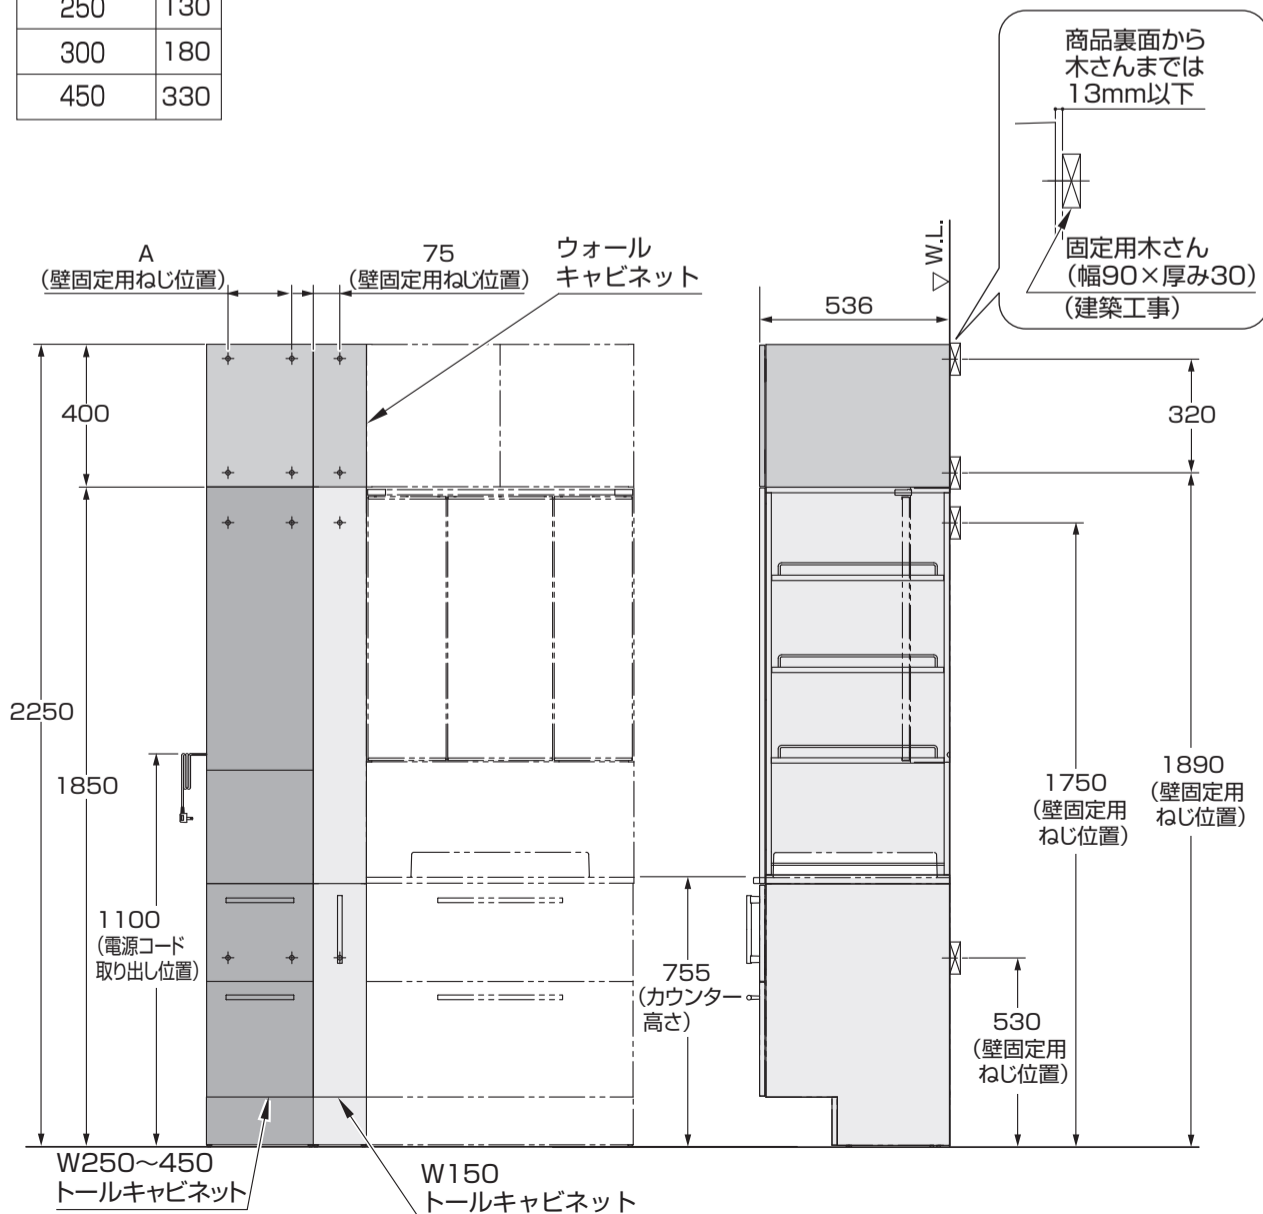 250 130
300 180
450 330
商品裏面から
木さんまでは
13mm以下
固定用木さん
(幅90×厚み30)
(建築工事)
A
(壁固定用ねじ位置)
75
(壁固定用ねじ位置)
ウォール
キャビネット
W.L.
536
400
320
2250
1850
1100
(電源コード
取り出し位置)
755
(カウンター
高さ)
1750
(壁固定用
ねじ位置)
1890
(壁固定用
ねじ位置)
530
(壁固定用
ねじ位置)
W250~450
トールキャビネット
W150
トールキャビネット